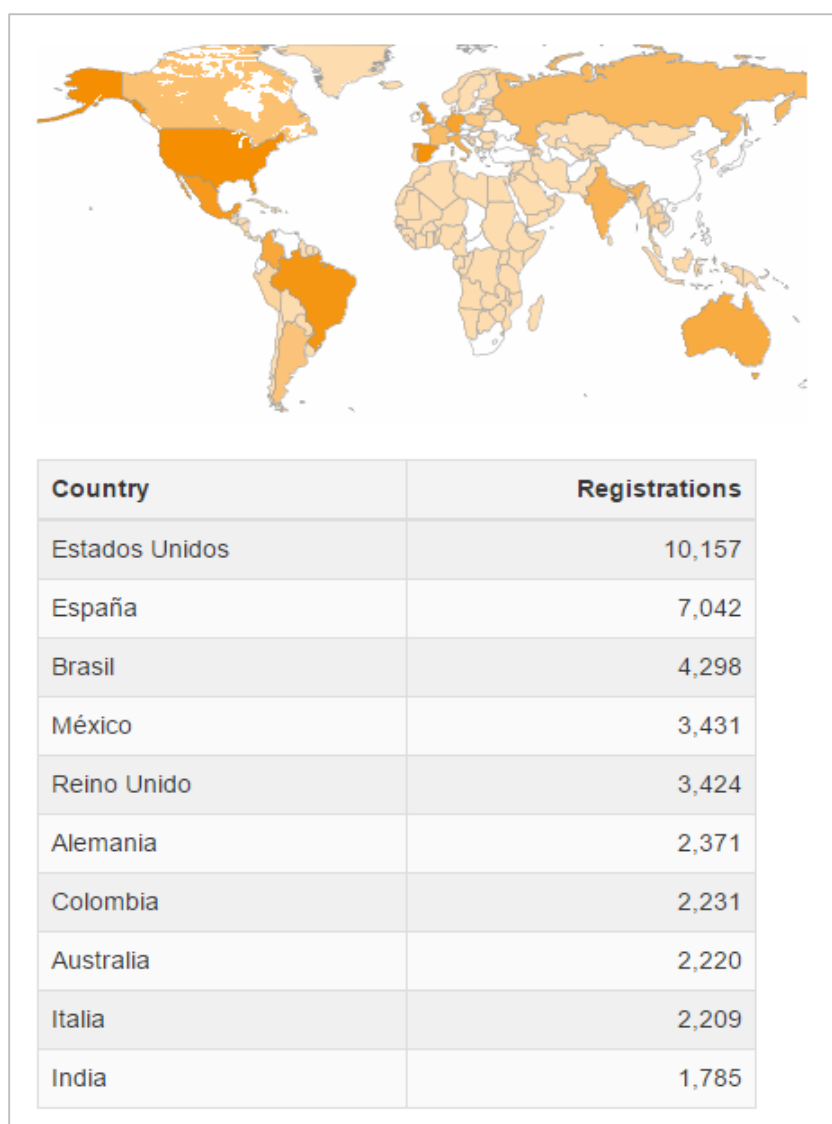 Country Registrations
Estados Unidos 10,157
España 7,042
Brasil 4,298
México 3,431
Reino Unido 3,424
Alemania 2,371
Colombia 2,231
Australia 2,220
Italia 2,209
India 1,785